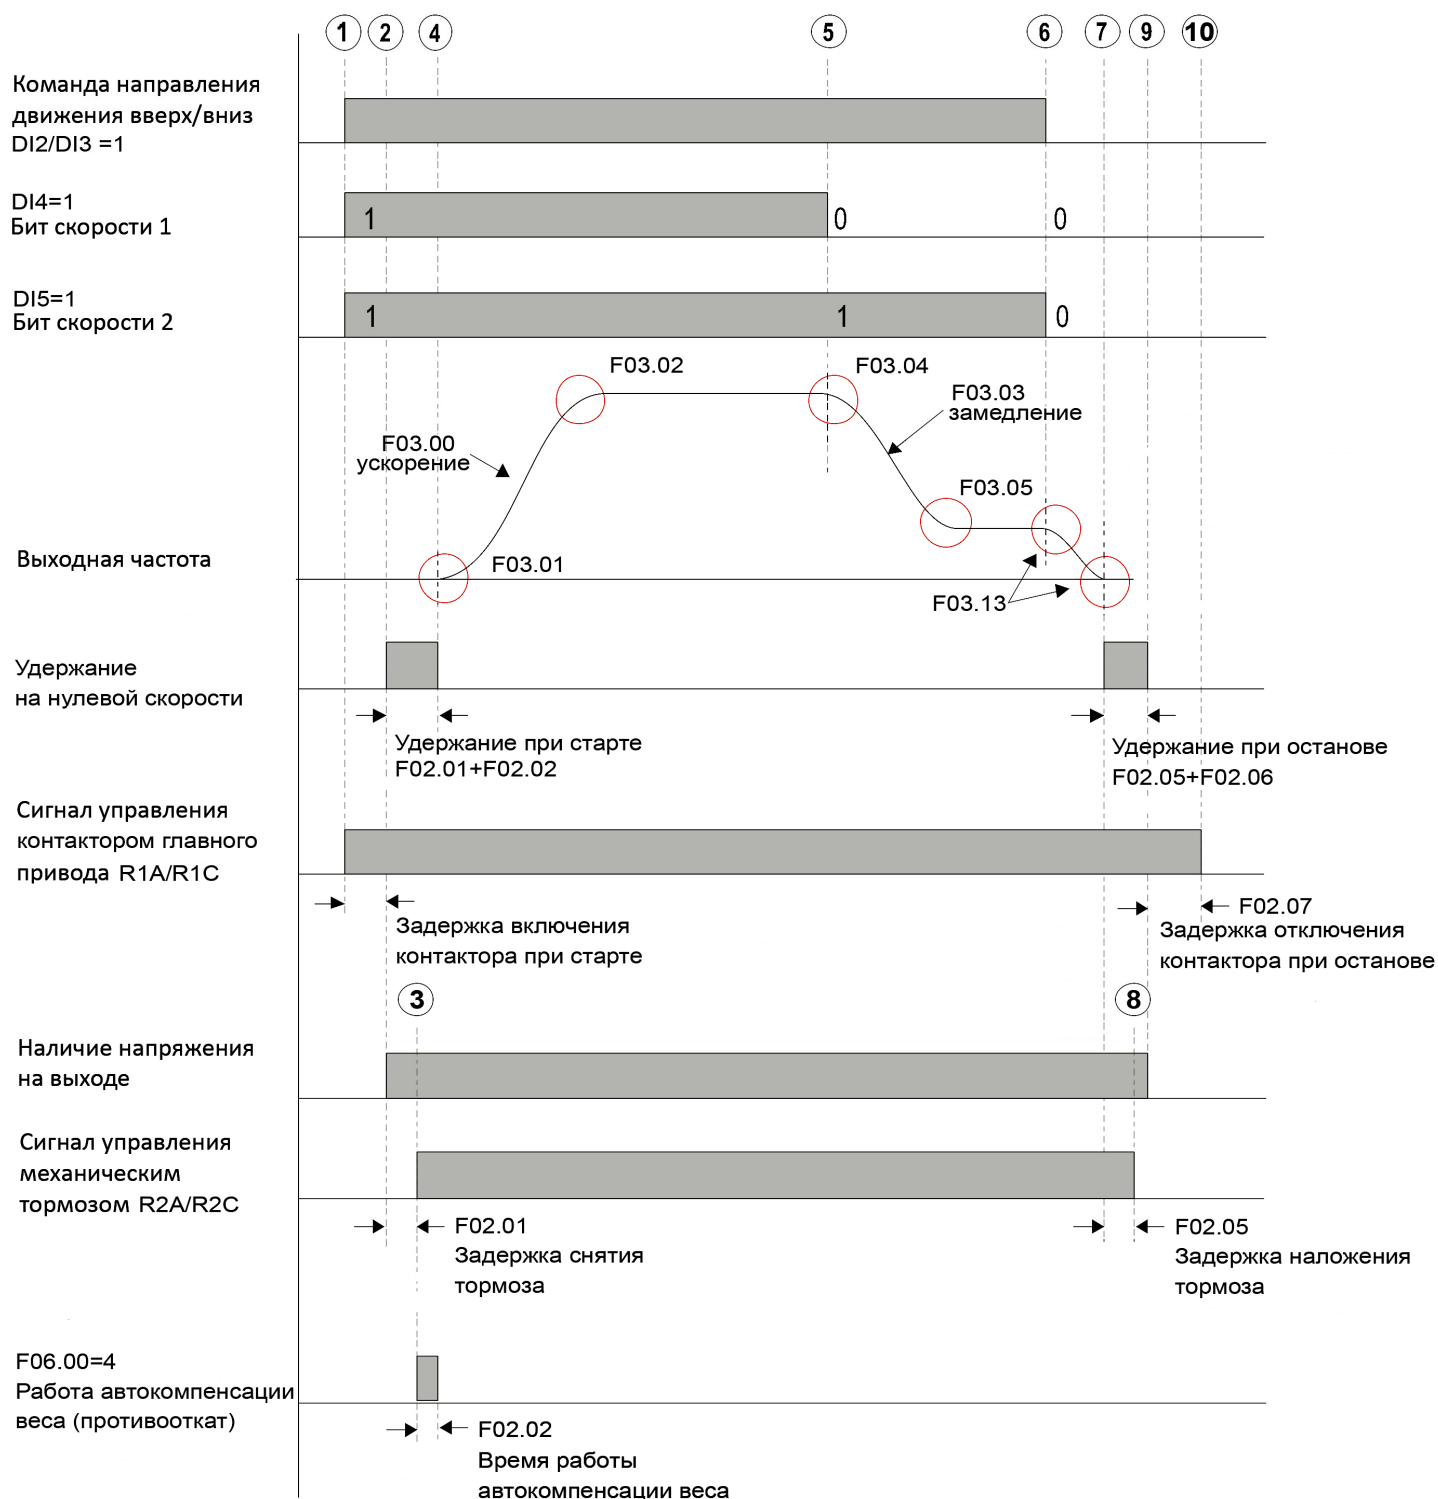 1 2 4 5 6 7 9 10
Команда направления
движения вверх/вниз
DI2/DI3 =1
DI4=1
Бит скорости 1
1 0 0
DI5=1
Бит скорости 2
1 1 0
F03.02
F03.04
F03.03
замедление
F03.00
ускорение
F03.05
Выходная частота
F03.01
F03.13
Удержание
на нулевой скорости
Удержание при старте
F02.01+F02.02
Удержание при останове
F02.05+F02.06
Сигнал управления
контактором главного
привода R1A/R1C
Задержка включения
контактора при старте
F02.07
Задержка отключения
контактора при останове
3 8
Наличие напряжения
на выходе
Сигнал управления
механическим
тормозом R2A/R2C
F02.01
Задержка снятия
тормоза
F02.05
Задержка наложения
тормоза
F06.00=4
Работа автокомпенсации
веса (противооткат)
F02.02
Время работы
автокомпенсации веса